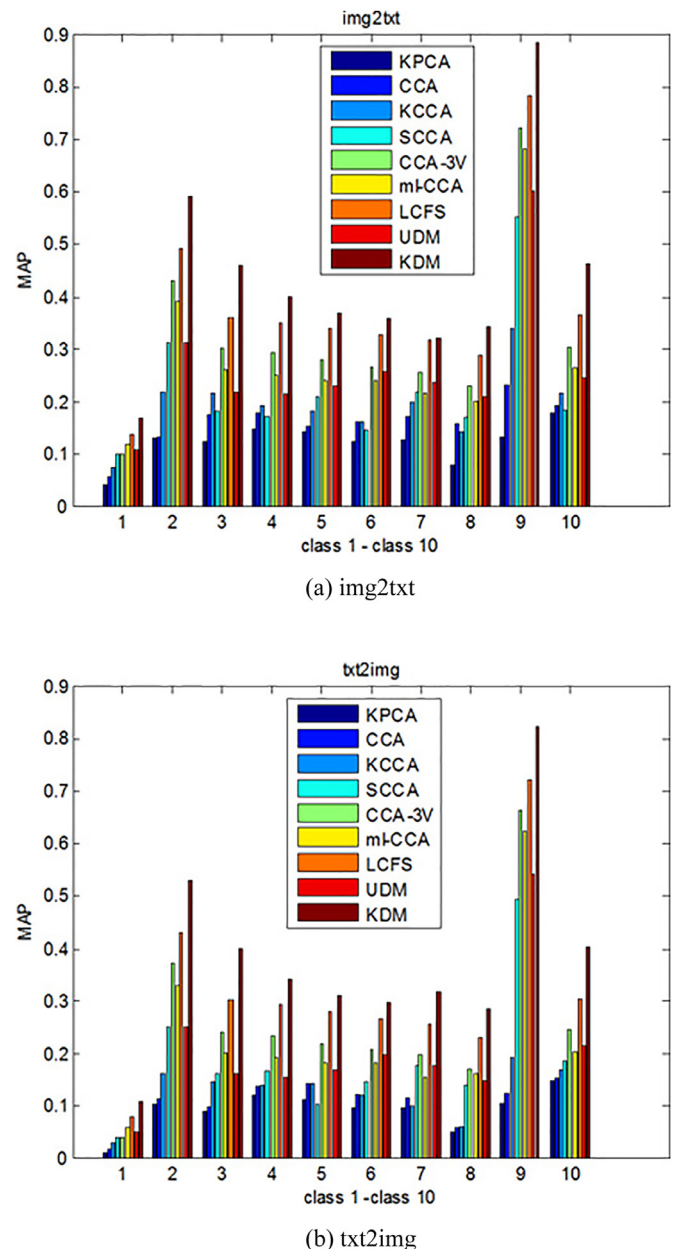 img2txt
0.9
0.8
0.7
0.6
0.5
0.4
0.3
0.2
0.1
0
MAP
KPCA
CCA
KCCA
SCCA
CCA-3V
ml-CCA
LCFS
UDM
KDM
1 2 3 4 5 6 7 8 9 10
class 1 - class 10
(a) img2txt
txt2img
0.9
0.8
0.7
0.6
0.5
0.4
0.3
0.2
0.1
0
MAP
KPCA
CCA
KCCA
SCCA
CCA-3V
ml-CCA
LCFS
UDM
KDM
1 2 3 4 5 6 7 8 9 10
class 1 -class 10
(b) txt2img